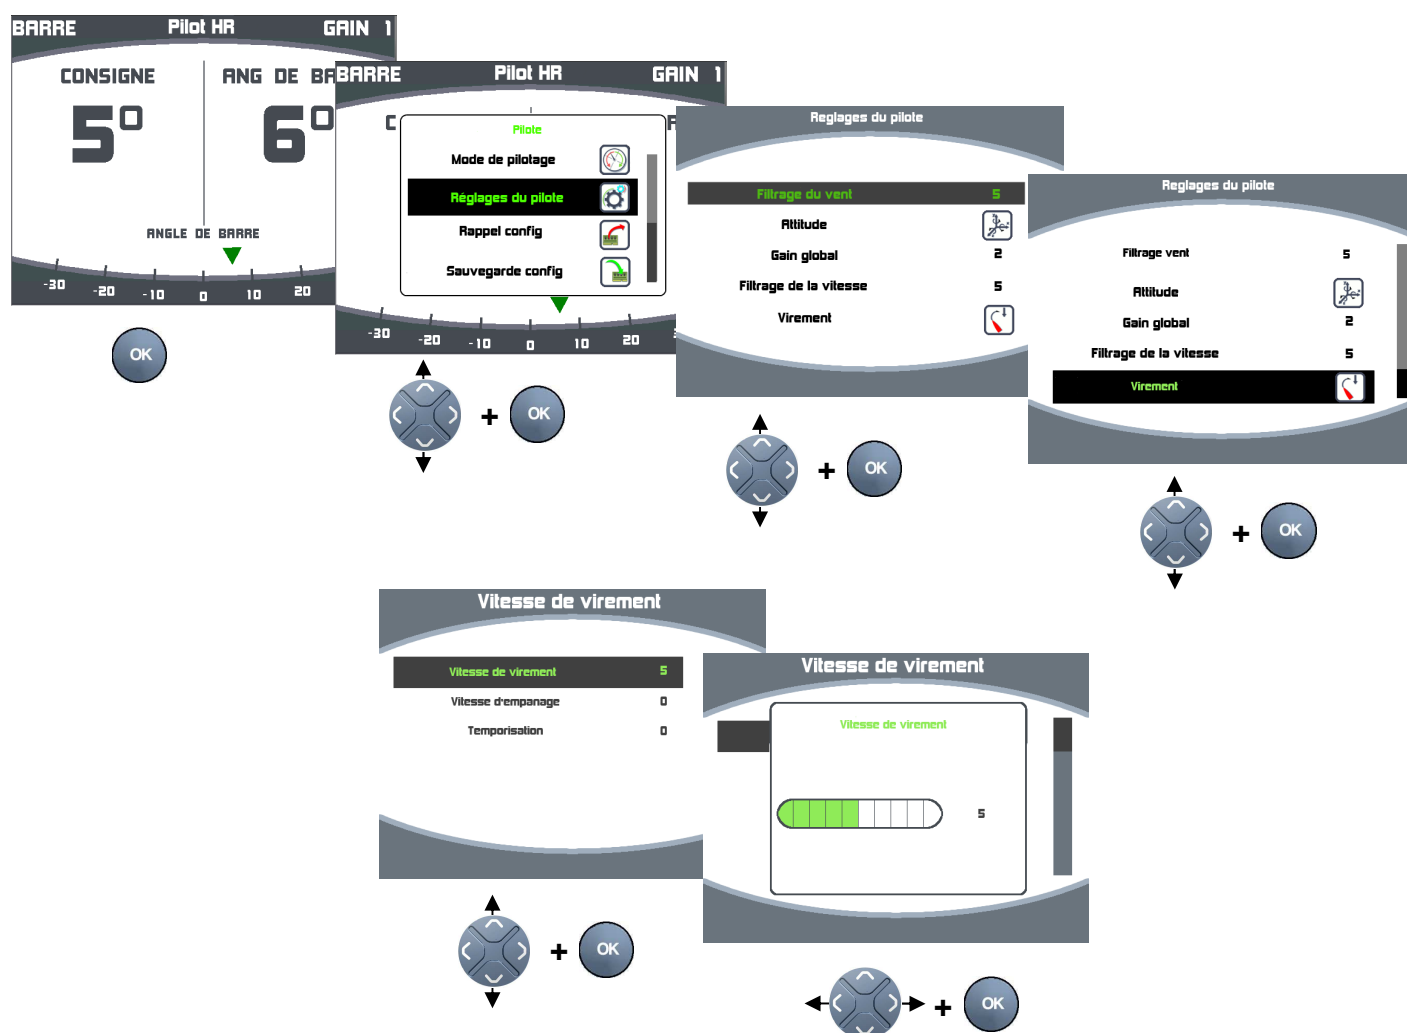 BARRE Pilot HR GAIN 1
CONSIGNE ANG DE BA
5° 6°
ANGLE DE BARRE
-30 -20 -10 0 10 20
OK
BARRE Pilot HR GAIN 1
C
Pilote
Mode de pilotage
Réglages du pilote
Rappel config
Sauvegarde config
-30 -20 -10 0 10 20
+ OK
Reglages du pilote
Filtrage du vent 5
Attitude
Gain global 2
Filtrage de la vitesse 5
Virement
+ OK
Reglages du pilote
Filtrage vent 5
Attitude
Gain global 2
Filtrage de la vitesse 5
Virement
+ OK
Vitesse de virement
Vitesse de virement 5
Vitesse d'empanage 0
Temporisation 0
+ OK
Vitesse de virement
Vitesse de virement
5
+ OK